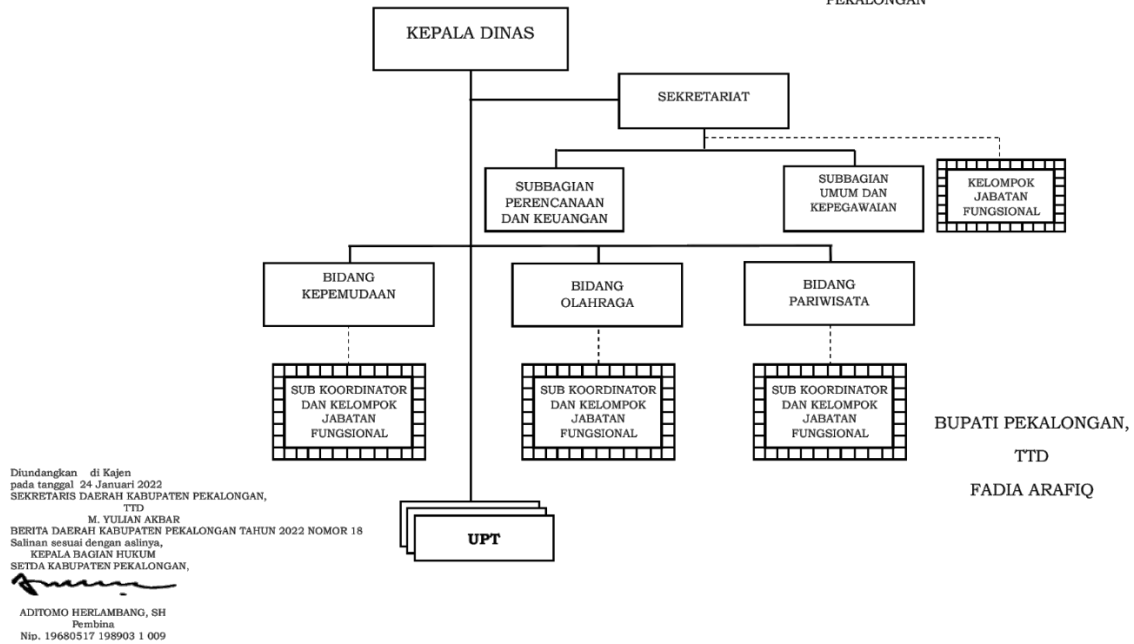 PEKALONGAN
KEPALA DINAS
SEKRETARIAT
SUBBAGIAN
PERENCANAAN
DAN KEUANGAN
SUBBAGIAN
UMUM DAN
KEPEGAWAIAN
KELOMPOK
JABATAN
FUNGSIONAL
BIDANG
KEPEMUDAAN
BIDANG
OLAHRAGA
BIDANG
PARIWISATA
SUB KOORDINATOR
DAN KELOMPOK
JABATAN
FUNGSIONAL
SUB KOORDINATOR
DAN KELOMPOK
JABATAN
FUNGSIONAL
SUB KOORDINATOR
DAN KELOMPOK
JABATAN
FUNGSIONAL
BUPATI PEKALONGAN,
TTD
FADIA ARAFIQ
UPT
Diundangkan di Kajen
pada tanggal 24 Januari 2022
SEKRETARIS DAERAH KABUPATEN PEKALONGAN,
TTD
M. YULIAN AKBAR
BERITA DAERAH KABUPATEN PEKALONGAN TAHUN 2022 NOMOR 18
Salinan sesuai dengan aslinya,
KEPALA BAGIAN HUKUM
SETDA KABUPATEN PEKALONGAN,
ADITOMO HERLAMBANG, SH
Pembina
Nip. 19680517 198903 1 009